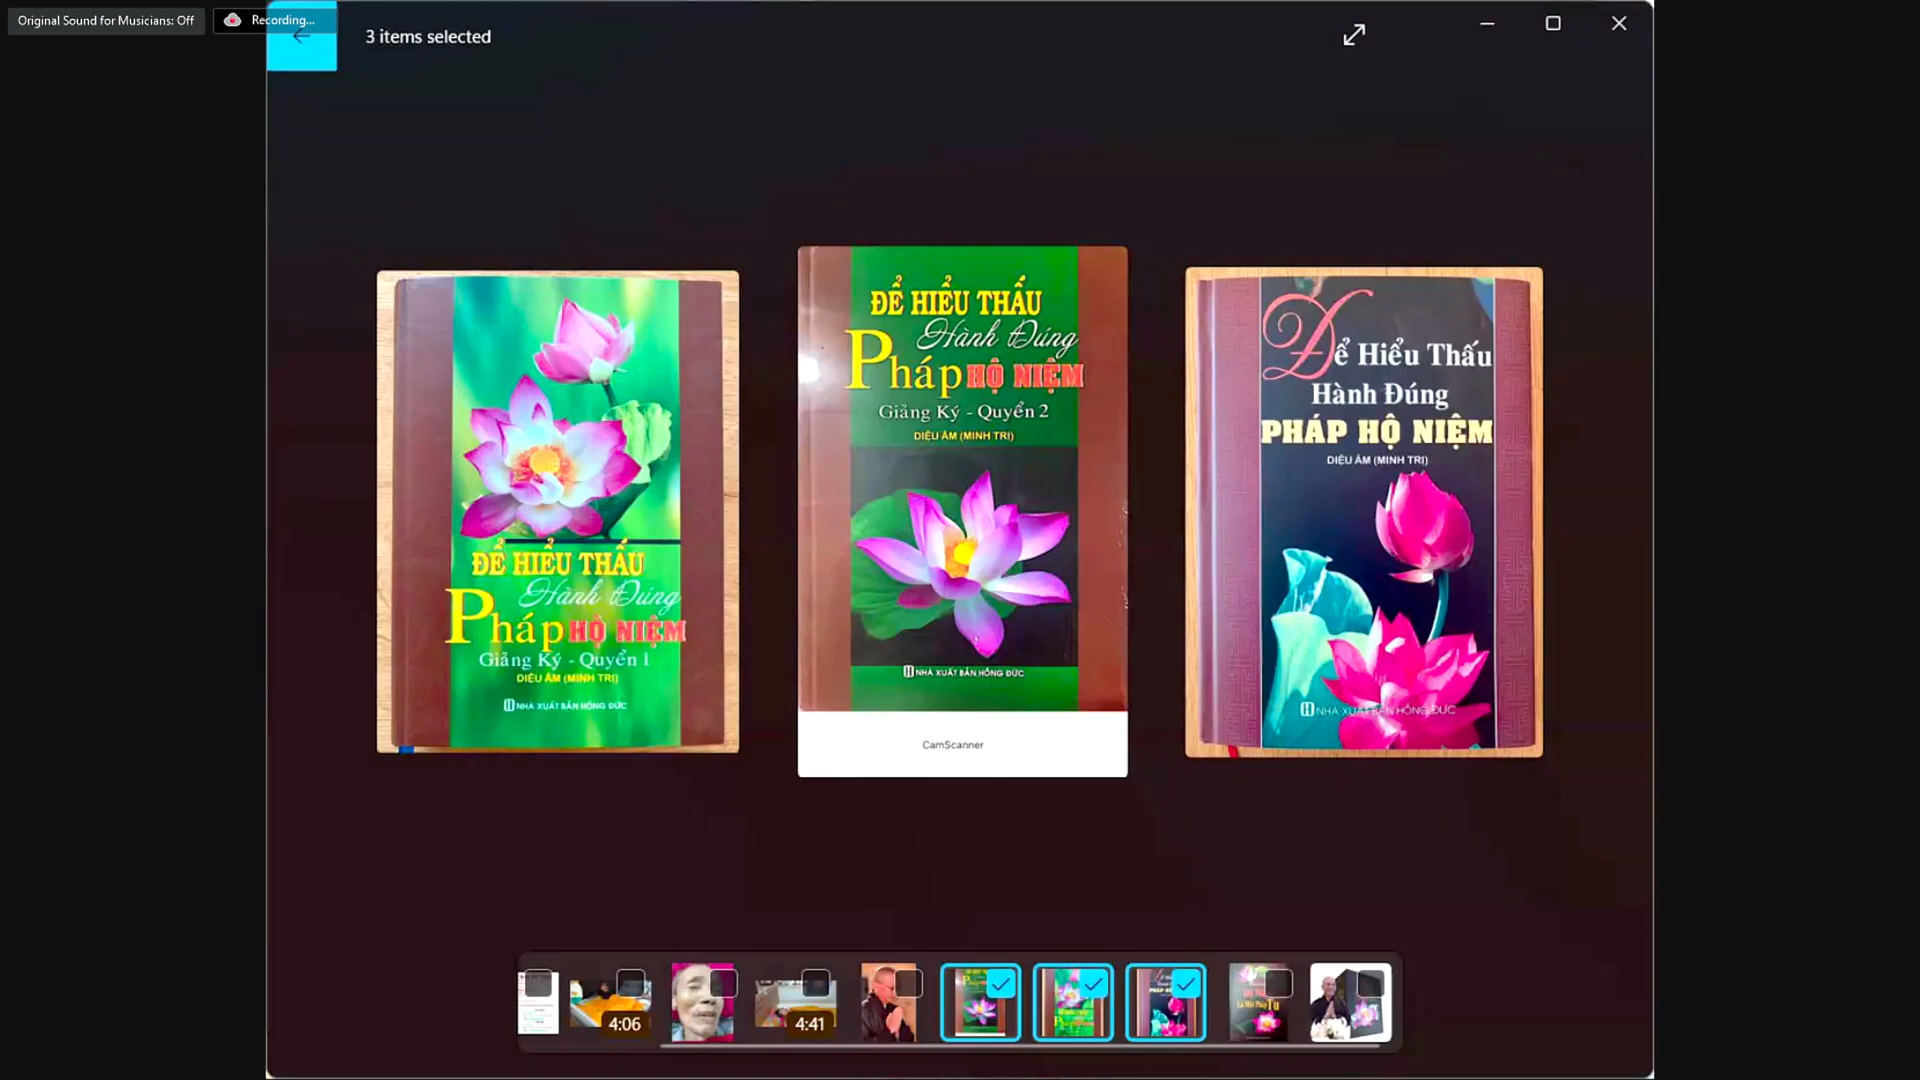 Original Sound for Musicians: Off
Recording...
3 items selected
ĐỂ HIỂU THẤU
Hành Đúng
Pháp HỘ NIỆM
Giảng Ký - Quyển 1
DIỆU ÂM (MINH TRỊ)
NHÀ XUẤT BẢN HỒNG ĐỨC
ĐỂ HIỂU THẤU
Hành Đúng
Pháp HỘ NIỆM
Giảng Ký - Quyển 2
DIỆU ÂM (MINH TRỊ)
NHÀ XUẤT BẢN HỒNG ĐỨC
CamScanner
Để Hiểu Thấu
Hành Đúng
PHÁP HỘ NIỆM
DIỆU ÂM (MINH TRỊ)
NHÀ XUẤT BẢN HỒNG ĐỨC
4:06
4:41